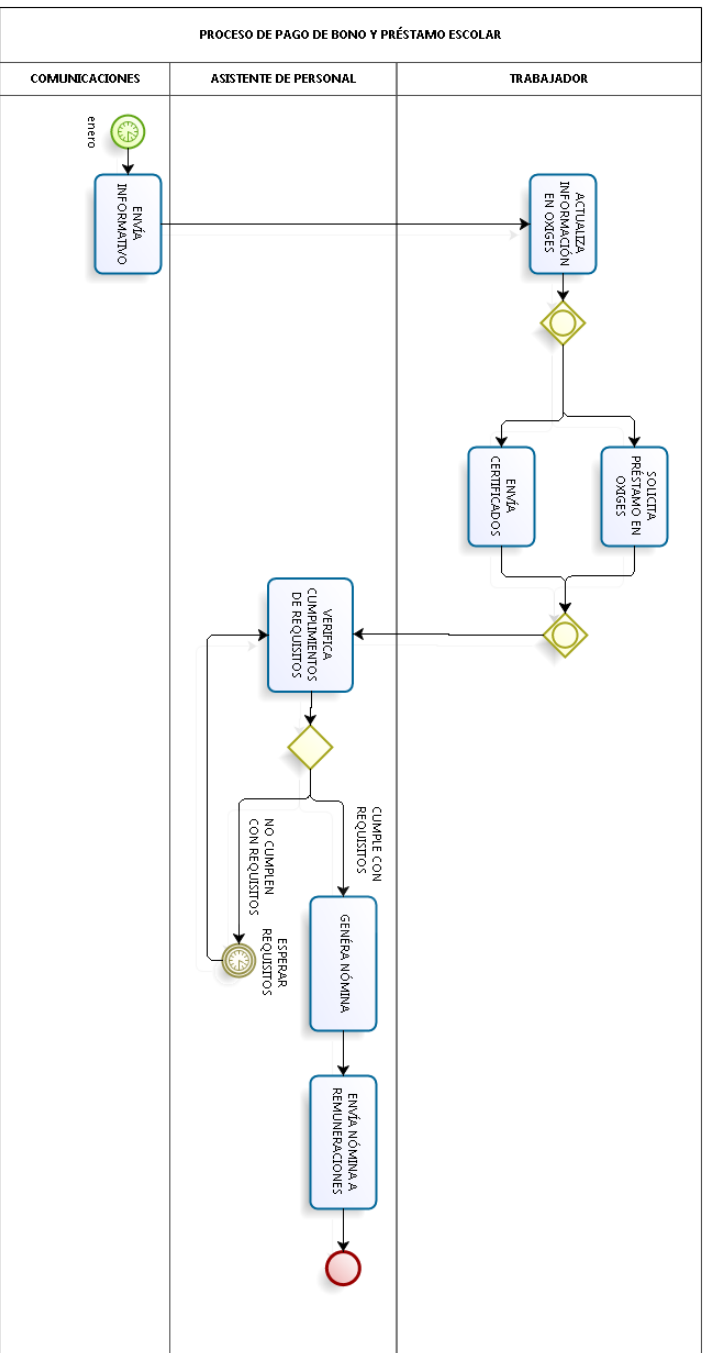 PROCESO DE PAGO DE BONO Y PRÉSTAMO ESCOLAR
COMUNICACIONES
ASISTENTE DE PERSONAL
TRABAJADOR
enero
ENVÍA
INFORMATIVO
ACTUALIZA
INFORMACIÓN
EN OXIGES
SOLICITA
PRÉSTAMO EN
OXIGES
ENVÍA
CERTIFICADOS
VERIFICA
CUMPLIMIENTOS
DE REQUISITOS
CUMPLE CON
REQUISITOS
NO CUMPLEN
CON REQUISITOS
ESPERAR
REQUISITOS
GENÉRA NÓMINA
ENVÍA NÓMINA A
REMUNERACIONES